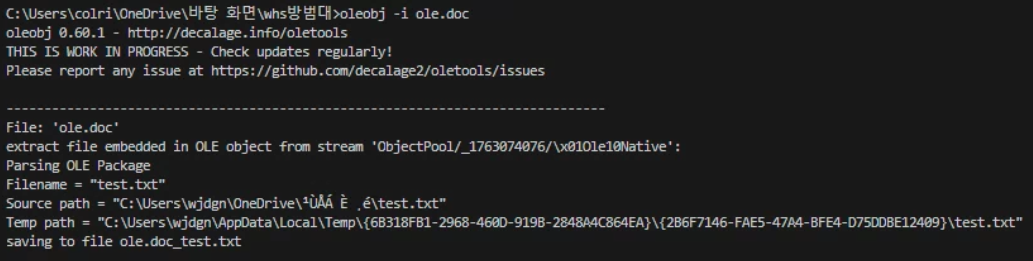 C:\Users\colri\OneDrive\바탕 화면\whs방범대>oleobj -i ole.doc
oleobj 0.60.1 - http://decalage.info/oletools
THIS IS WORK IN PROGRESS - Check updates regularly!
Please report any issue at https://github.com/decalage2/oletools/issues

-------------------------------------------------------------------------------
File: 'ole.doc'
extract file embedded in OLE object from stream 'ObjectPool/_1763074076/\x01Ole10Native':
Parsing OLE Package
Filename = "test.txt"
Source path = "C:\Users\wjdgn\OneDrive\¹ÙÅÁ È ¸é\test.txt"
Temp path = "C:\Users\wjdgn\AppData\Local\Temp\{6B318FB1-2968-460D-919B-2848A4C864EA}\{2B6F7146-FAE5-47A4-BFE4-D75DDBE12409}\test.txt"
saving to file ole.doc_test.txt